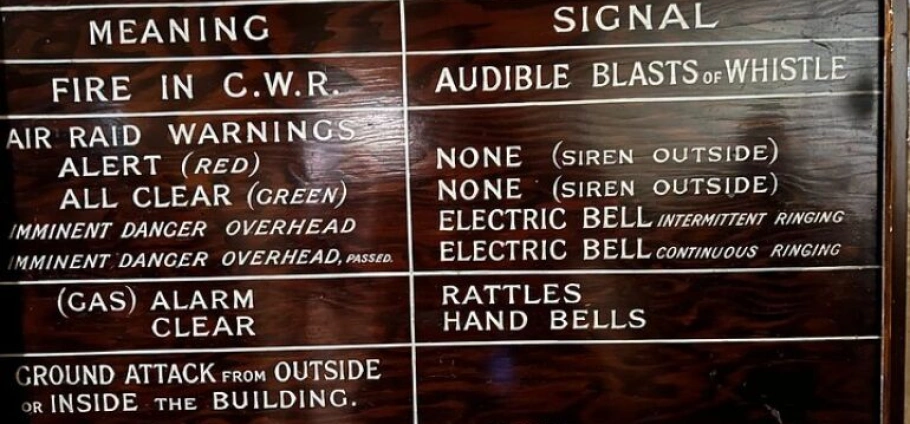 MEANING
SIGNAL
FIRE IN C.W.R.
AUDIBLE BLASTS OF WHISTLE
AIR RAID WARNINGS
ALERT (RED)
NONE (SIREN OUTSIDE)
ALL CLEAR (GREEN)
NONE (SIREN OUTSIDE)
IMMINENT DANGER OVERHEAD
ELECTRIC BELL INTERMITTENT RINGING
IMMINENT DANGER OVERHEAD, PASSED.
ELECTRIC BELL CONTINUOUS RINGING
(GAS) ALARM
RATTLES
CLEAR
HAND BELLS
GROUND ATTACK FROM OUTSIDE
OR INSIDE THE BUILDING.